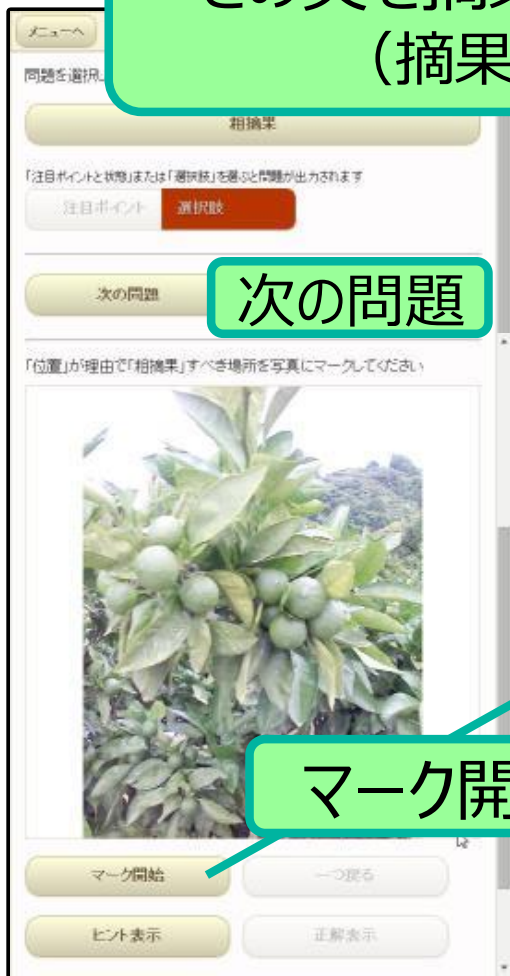 (摘果
メニューへ
問題を選択
粗摘果
「注目ポイントと状態」または「選択肢」を選ぶと問題が出力されます
注目ポイント 選択肢
次の問題
次の問題
「位置」が理由で「粗摘果」すべき場所を写真にマークしてください
マーク開
マーク開始 一つ戻る
ヒント表示 正解表示